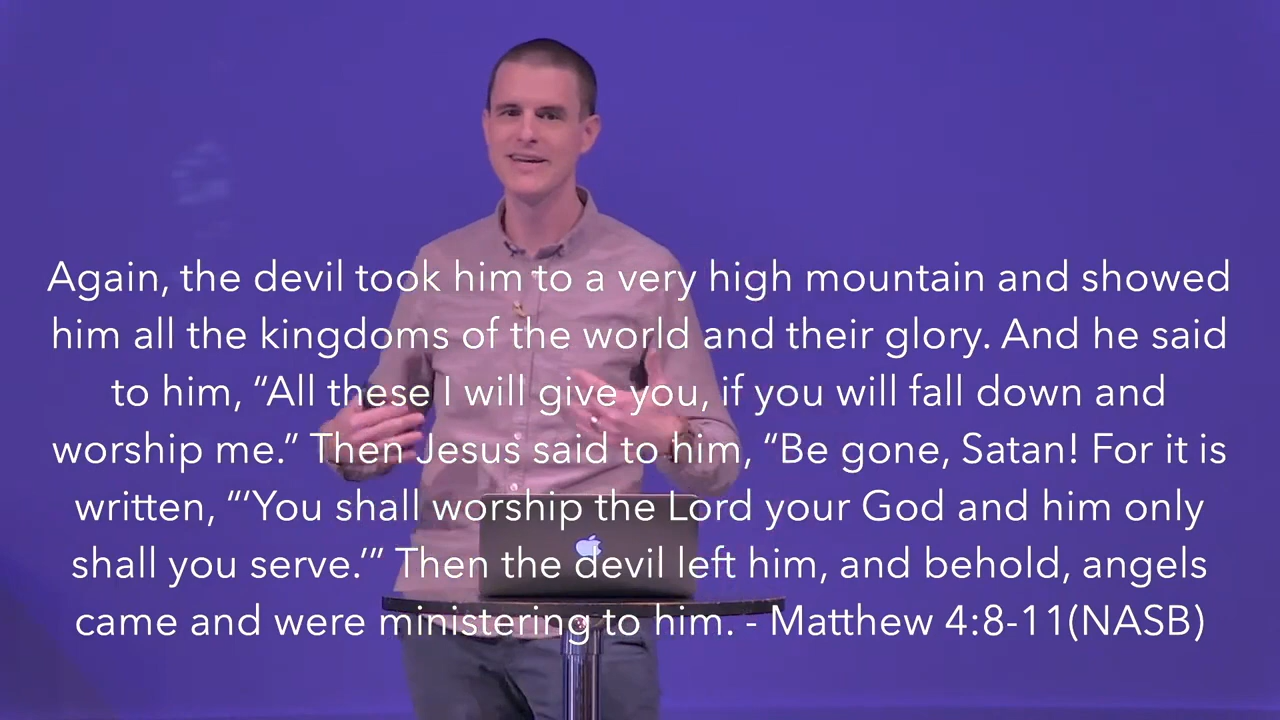 Again, the devil took him to a very high mountain and showed
him all the kingdoms of the world and their glory. And he said
to him, “All these I will give you, if you will fall down and
worship me.” Then Jesus said to him, “Be gone, Satan! For it is
written, “‘You shall worship the Lord your God and him only
shall you serve.’” Then the devil left him, and behold, angels
came and were ministering to him. - Matthew 4:8-11(NASB)